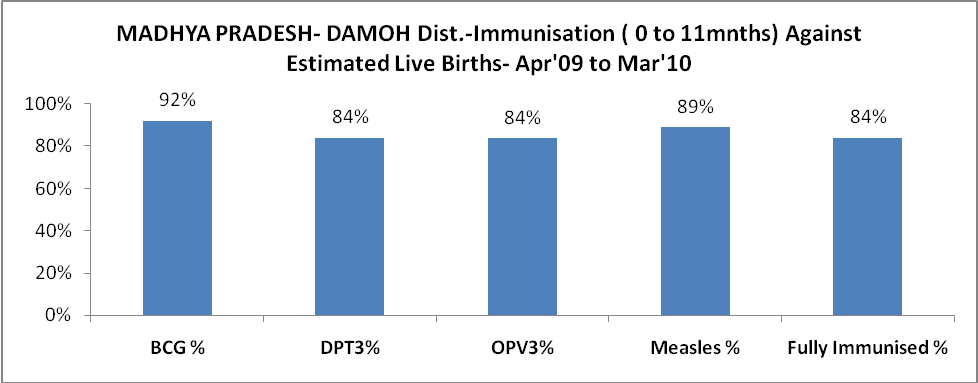 MADHYA PRADESH- DAMOH Dist.-Immunisation ( 0 to 11mnths) Against
Estimated Live Births- Apr'09 to Mar'10
100%
80%
60%
40%
20%
0%
92%
84%
84%
89%
84%
BCG %
DPT3%
OPV3%
Measles %
Fully Immunised %